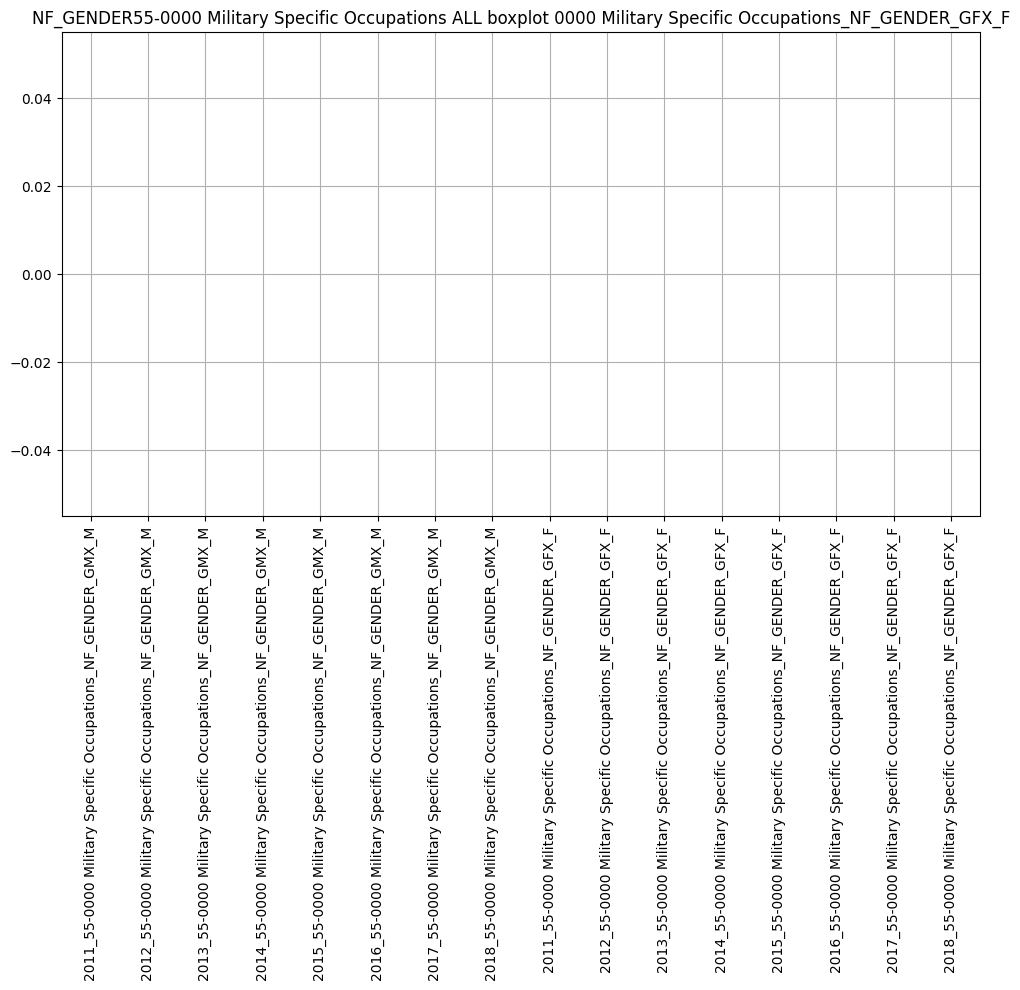 NF_GENDER55-0000 Military Specific Occupations ALL boxplot 0000 Military Specific Occupations_NF_GENDER_GFX_F
0.04
0.02
0.00
−0.02
−0.04
2011_55-0000 Military Specific Occupations_NF_GENDER_GMX_M
2012_55-0000 Military Specific Occupations_NF_GENDER_GMX_M
2013_55-0000 Military Specific Occupations_NF_GENDER_GMX_M
2014_55-0000 Military Specific Occupations_NF_GENDER_GMX_M
2015_55-0000 Military Specific Occupations_NF_GENDER_GMX_M
2016_55-0000 Military Specific Occupations_NF_GENDER_GMX_M
2017_55-0000 Military Specific Occupations_NF_GENDER_GMX_M
2018_55-0000 Military Specific Occupations_NF_GENDER_GMX_M
2011_55-0000 Military Specific Occupations_NF_GENDER_GFX_F
2012_55-0000 Military Specific Occupations_NF_GENDER_GFX_F
2013_55-0000 Military Specific Occupations_NF_GENDER_GFX_F
2014_55-0000 Military Specific Occupations_NF_GENDER_GFX_F
2015_55-0000 Military Specific Occupations_NF_GENDER_GFX_F
2016_55-0000 Military Specific Occupations_NF_GENDER_GFX_F
2017_55-0000 Military Specific Occupations_NF_GENDER_GFX_F
2018_55-0000 Military Specific Occupations_NF_GENDER_GFX_F